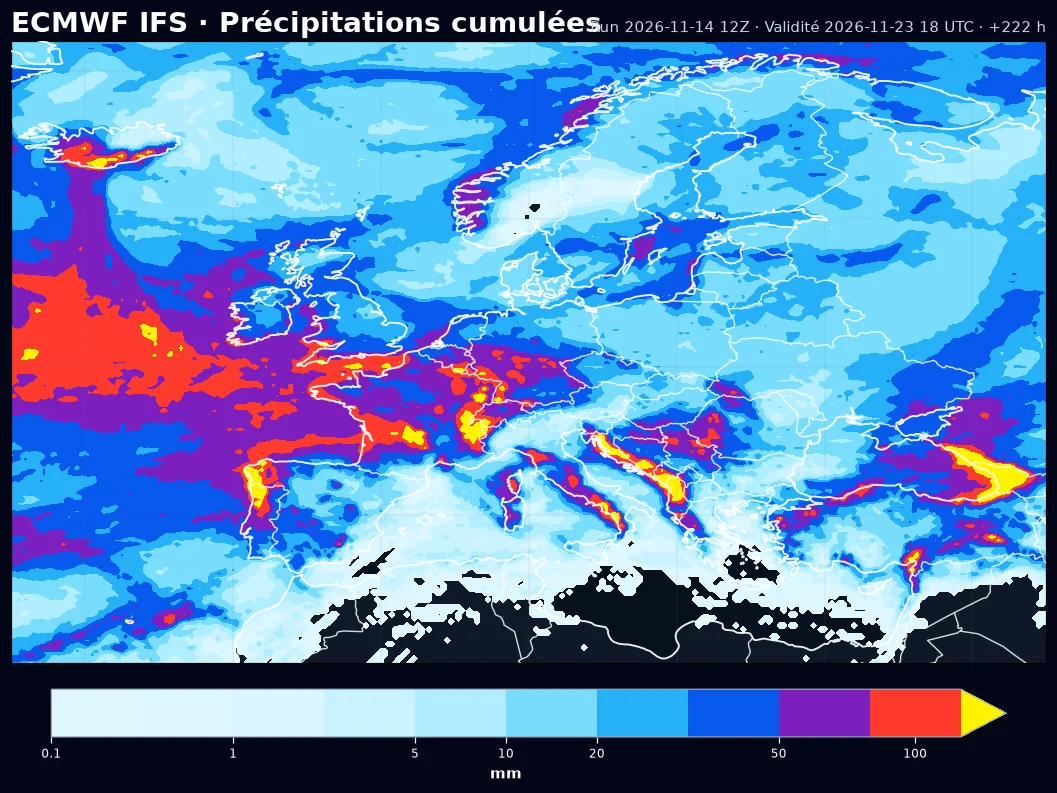 ECMWF IFS · Précipitations cumulées
Run 2026-11-14 12Z · Validité 2026-11-23 18 UTC · +222 h
0.1 1 5 10 20 50 100
mm